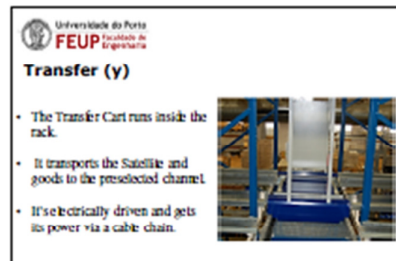 Universidade do Porto
FEUP Faculdade de
Engenharia
Transfer (y)
• The Transfer Cart runs inside the
rack.
• It transports the Satellite and
goods to the preselected channel.
• It's electrically driven and gets
its power via a cable chain.